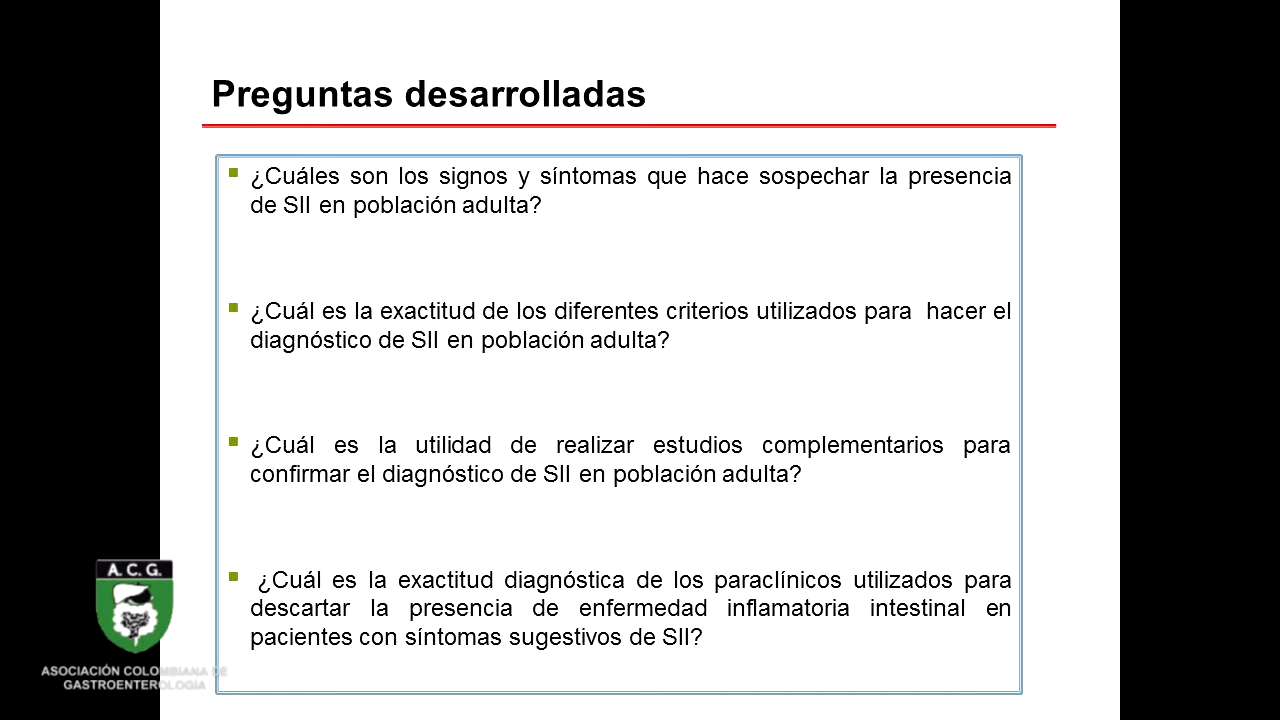 Preguntas desarrolladas
¿Cuáles son los signos y síntomas que hace sospechar la presencia
de SII en población adulta?
¿Cuál es la exactitud de los diferentes criterios utilizados para hacer el
diagnóstico de SII en población adulta?
¿Cuál es la utilidad de realizar estudios complementarios para
confirmar el diagnóstico de SII en población adulta?
¿Cuál es la exactitud diagnóstica de los paraclínicos utilizados para
descartar la presencia de enfermedad inflamatoria intestinal en
pacientes con síntomas sugestivos de SII?
A. C. G.
ASOCIACIÓN COLOMBIANA DE
GASTROENTEROLOGÍA